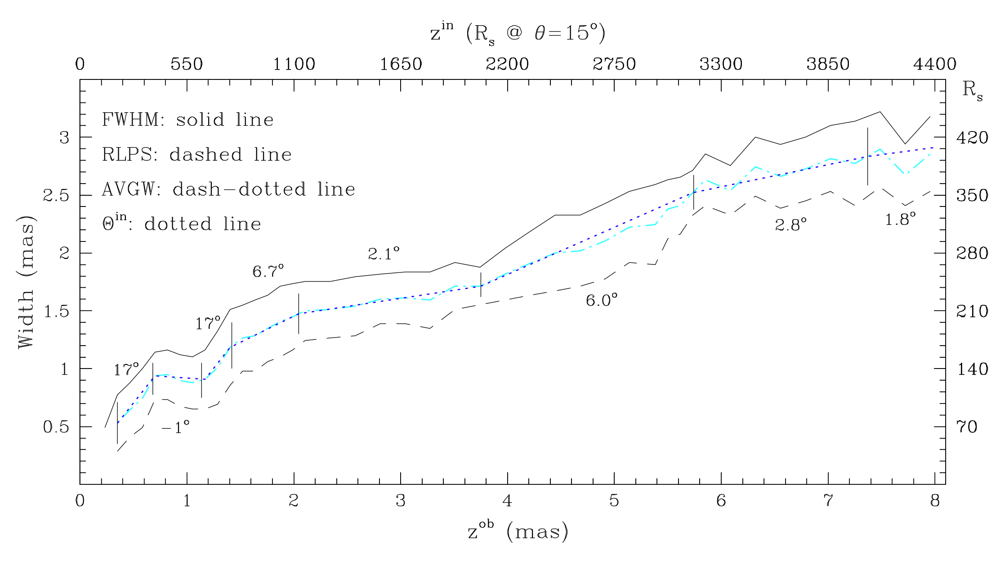 z^in (R_s @ θ=15°)
0 550 1100 1650 2200 2750 3300 3850 4400
R_s
FWHM: solid line
RLPS: dashed line
AVGW: dash-dotted line
Θ^in: dotted line
3
2.5
2
1.5
1
0.5
Width (mas)
420
350
280
210
140
70
17°
-1°
17°
6.7°
2.1°
6.0°
2.8°
1.8°
0 1 2 3 4 5 6 7 8
z^ob (mas)